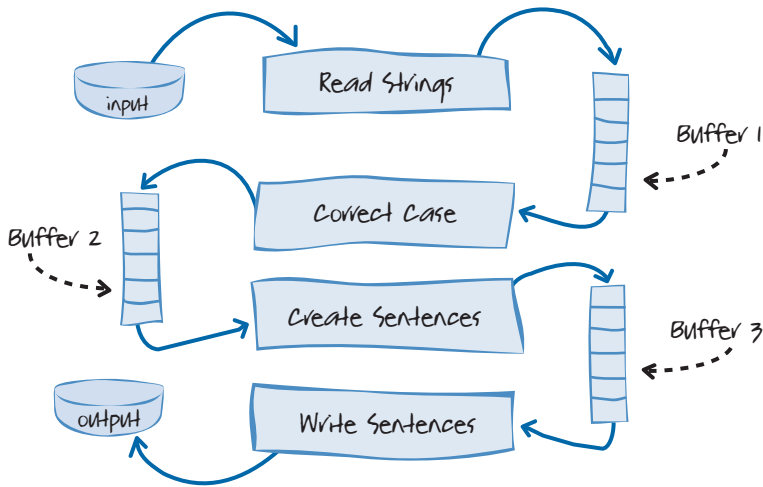 Read Strings
input
Buffer 1
Correct Case
Buffer 2
Create Sentences
Buffer 3
output
Write Sentences